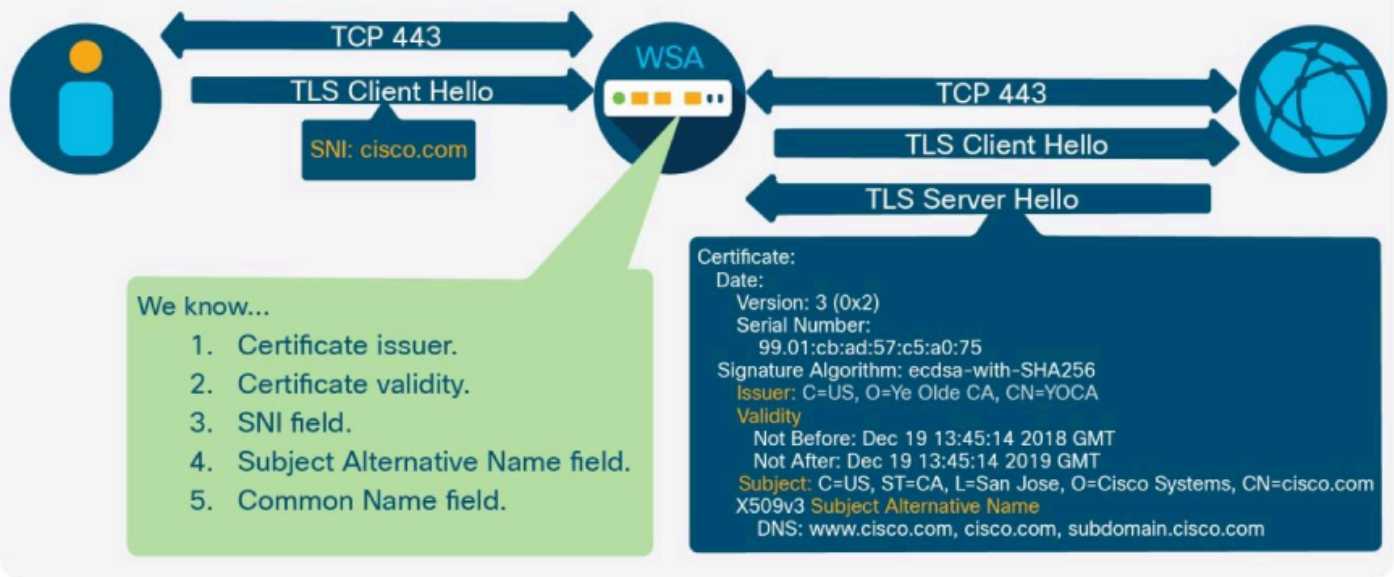 TCP 443
TLS Client Hello
SNI: cisco.com
WSA
TCP 443
TLS Client Hello
TLS Server Hello
We know...
1. Certificate issuer.
2. Certificate validity.
3. SNI field.
4. Subject Alternative Name field.
5. Common Name field.
Certificate:
Date:
Version: 3 (0x2)
Serial Number:
99.01:cb:ad:57:c5:a0:75
Signature Algorithm: ecdsa-with-SHA256
Issuer: C=US, O=Ye Olde CA, CN=YOCA
Validity
Not Before: Dec 19 13:45:14 2018 GMT
Not After: Dec 19 13:45:14 2019 GMT
Subject: C=US, ST=CA, L=San Jose, O=Cisco Systems, CN=cisco.com
X509v3 Subject Alternative Name
DNS: www.cisco.com, cisco.com, subdomain.cisco.com